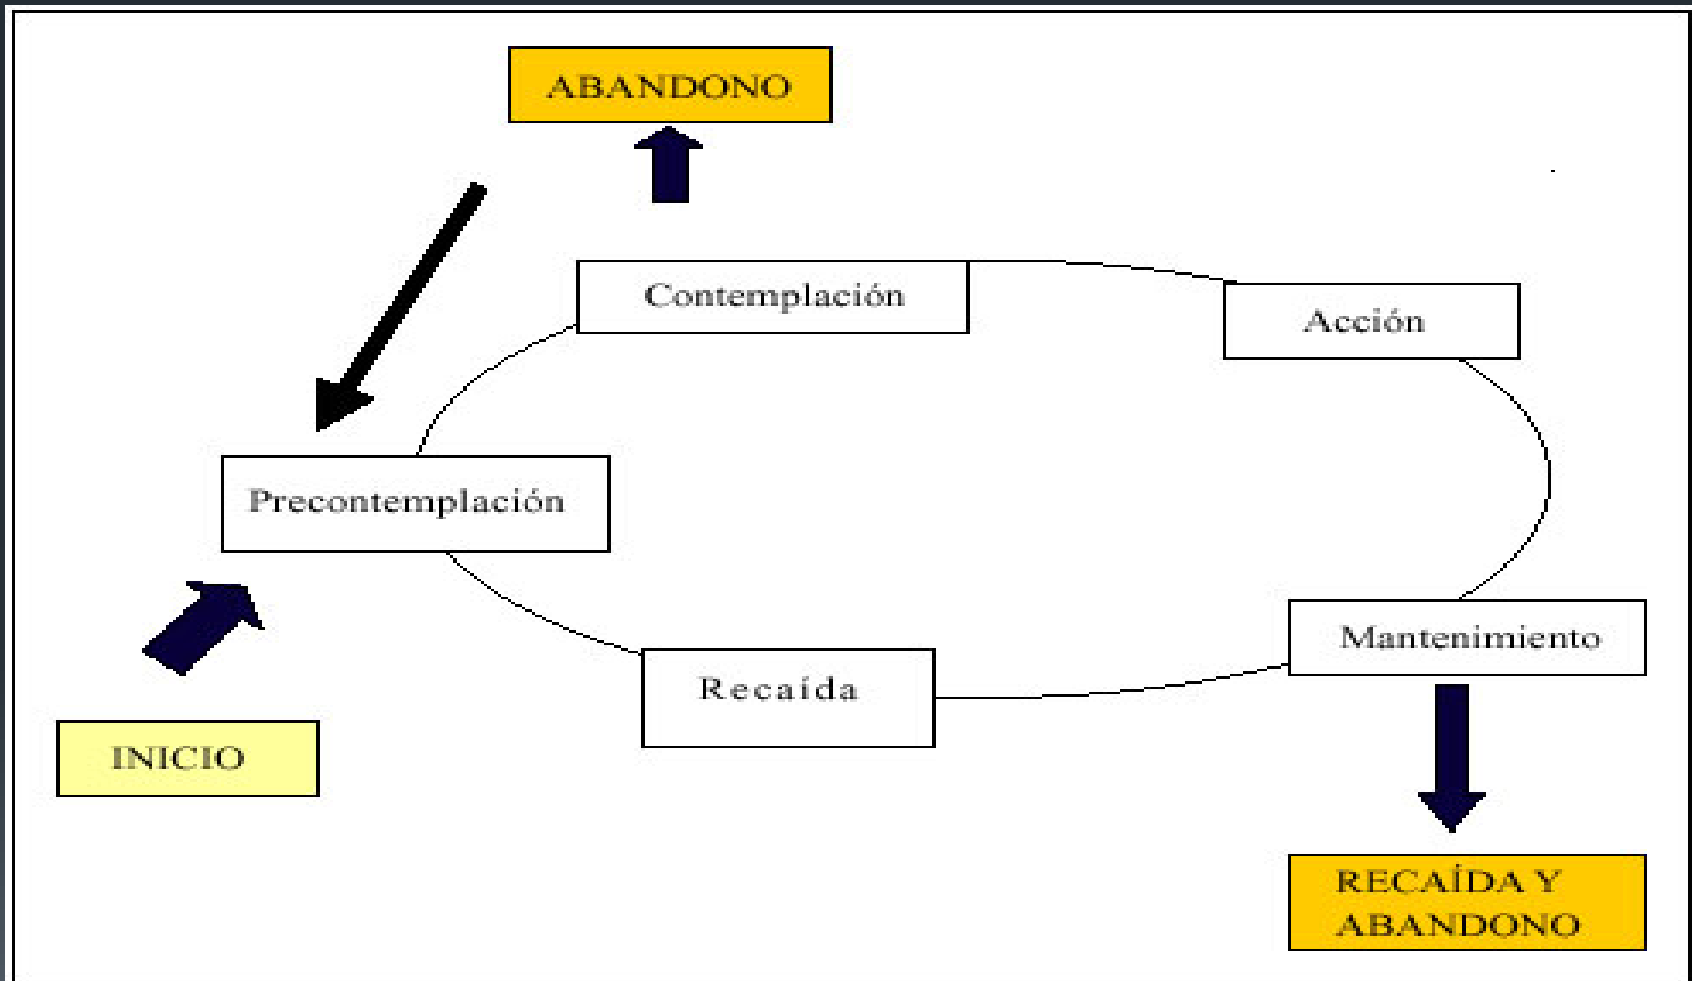 ABANDONO
Contemplación
Acción
Precontemplación
Mantenimiento
Recaída
INICIO
RECAÍDA Y
ABANDONO